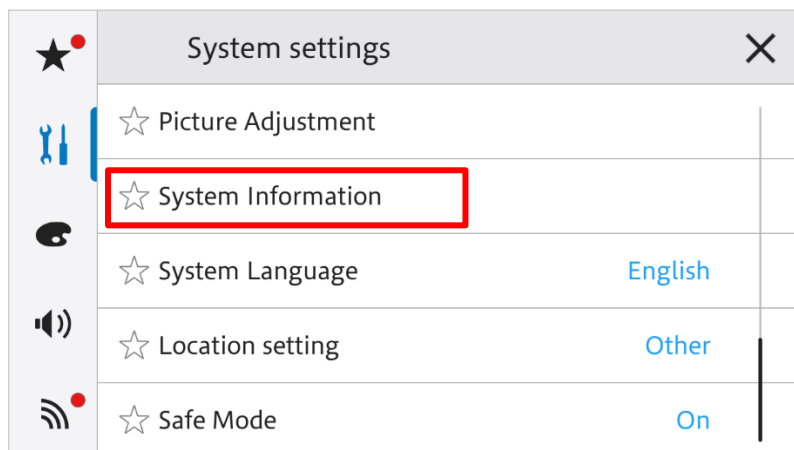 System settings
Picture Adjustment
System Information
System Language English
Location setting Other
Safe Mode On